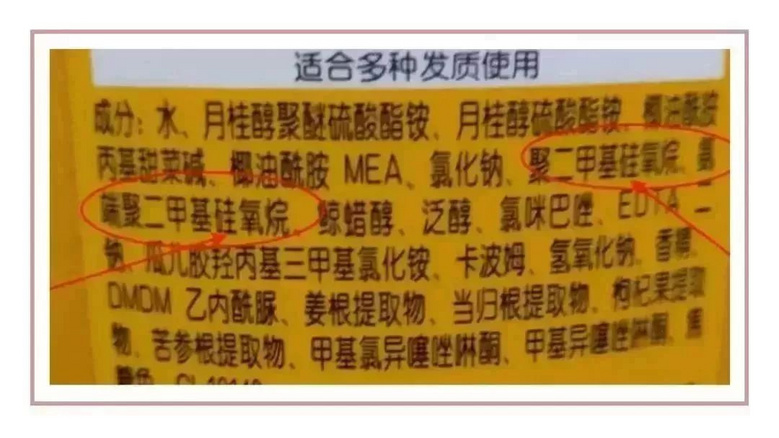 适合多种发质使用
成分：水、月桂醇聚醚硫酸酯铵、月桂醇硫酸酯铵、椰油酰胺
丙基甜菜碱、椰油酰胺 MEA、氯化钠、聚二甲基硅氧烷、氨
端聚二甲基硅氧烷、鲸蜡醇、泛醇、氯咪巴唑、EDTA 二
钠、瓜儿胶羟丙基三甲基氯化铵、卡波姆、氢氧化钠、香精、
DMDM 乙内酰脲、姜根提取物、当归根提取物、枸杞果提取
物、苦参根提取物、甲基氯异噻唑啉酮、甲基异噻唑啉酮、焦
糖色、CI 19140